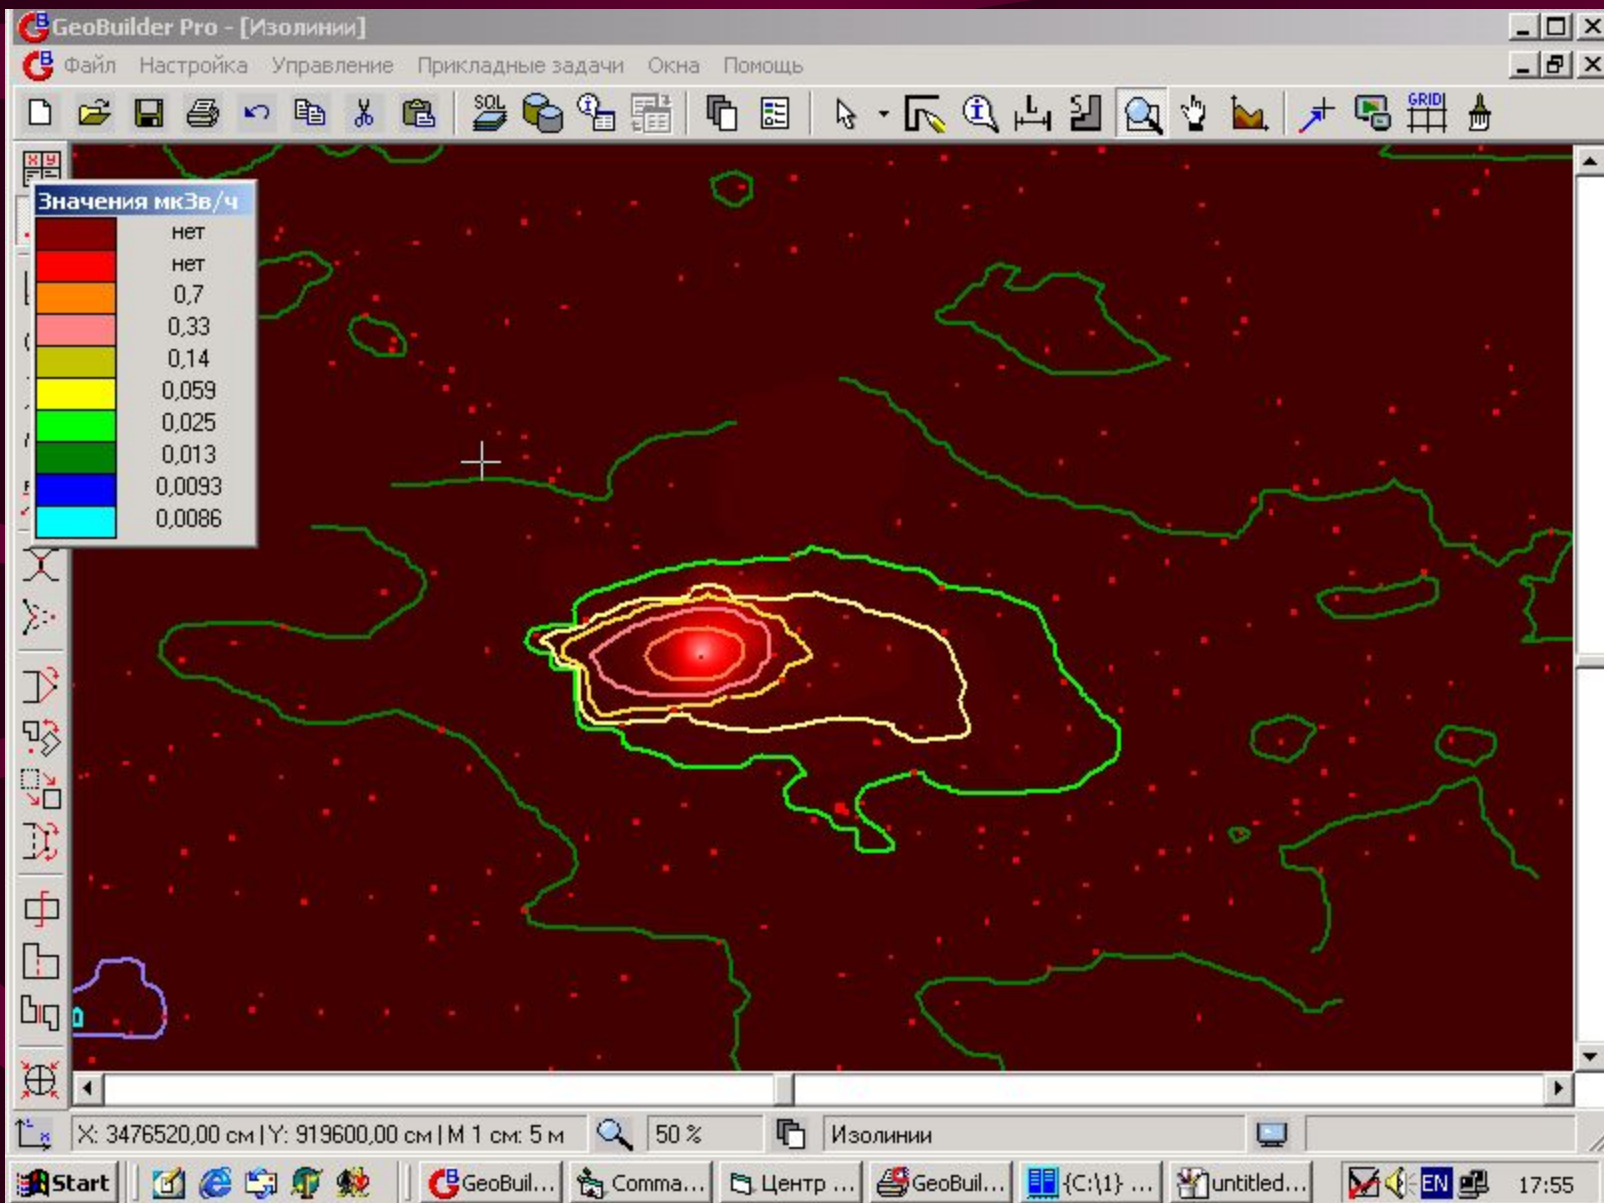 GeoBuilder Pro - [Изолинии]
Файл Настройка Управление Прикладные задачи Окна Помощь
SQL
GRID
Значения мкЗв/ч
нет
нет
0,7
0,33
0,14
0,059
0,025
0,013
0,0093
0,0086
X: 3476520,00 см | Y: 919600,00 см | М 1 см: 5 м
50 %
Изолинии
Start
GeoBuil...
Comma...
Центр ...
GeoBuil...
{C:\1} ...
untitled...
EN
17:55